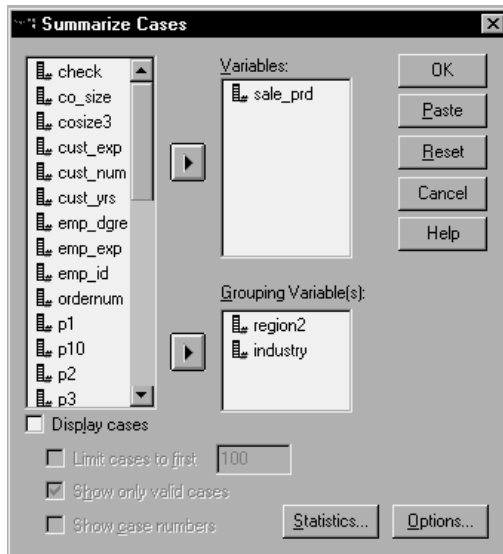 Summarize Cases
check
co_size
cosize3
cust_exp
cust_num
cust_yrs
emp_dgre
emp_exp
emp_id
ordernum
p1
p10
p2
p3
Variables:
sale_prd
Grouping Variable(s):
region2
industry
OK
Paste
Reset
Cancel
Help
Display cases
Limit cases to first 100
Show only valid cases
Show case numbers
Statistics...
Options...